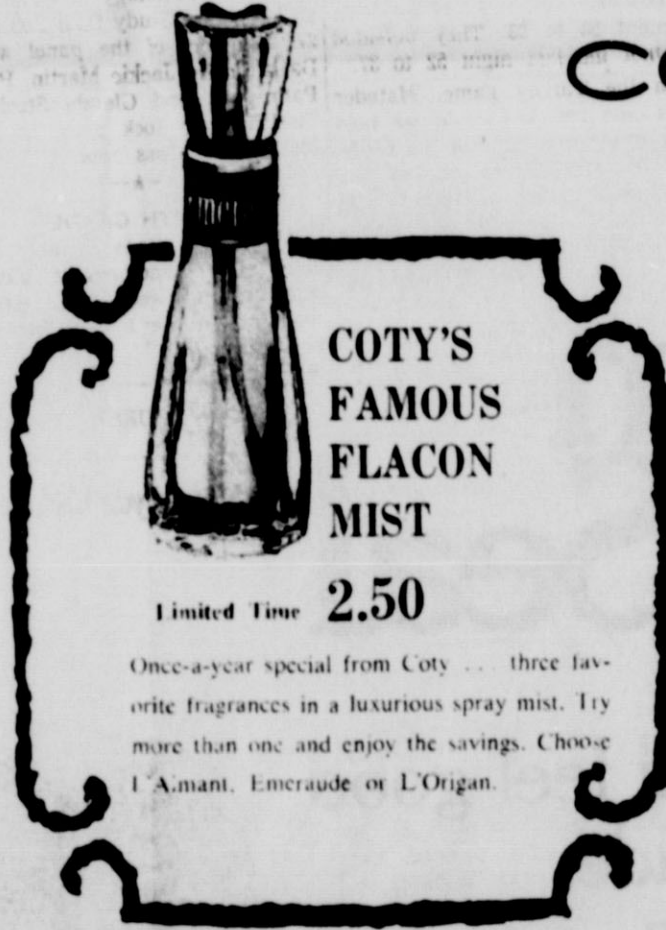 COTY'S
FAMOUS
FLACON
MIST
Limited Time 2.50
Once-a-year special from Coty ... three fav-
orite fragrances in a luxurious spray mist. Try
more than one and enjoy the savings. Choose
L'Aimant, Emeraude or L'Origan.